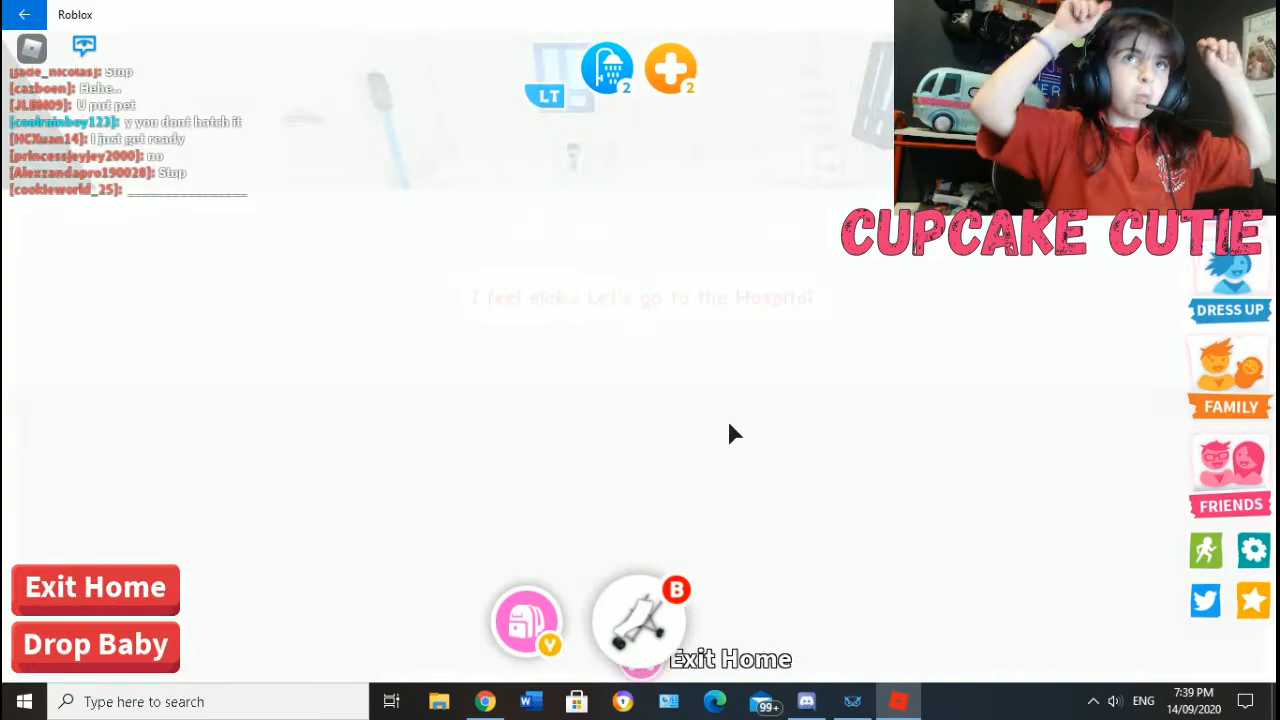 Roblox
[jade_nicolas]: Stop
[cazboen]: Hehe..
[JLBM09]: U put pet
[coolrainboy123]: y you dont hatch it
[HCXuan14]: I just get ready
[princessjeyjey2000]: no
[Alexzandapro190028]: Stop
[cookieworld_25]: __________________
LT
2
2
CUPCAKE CUTIE
I feel sick.. Let's go to the Hospital
DRESS UP
FAMILY
FRIENDS
Exit Home
Drop Baby
Y
B
Exit Home
Type here to search
99+
ENG
7:39 PM
14/09/2020